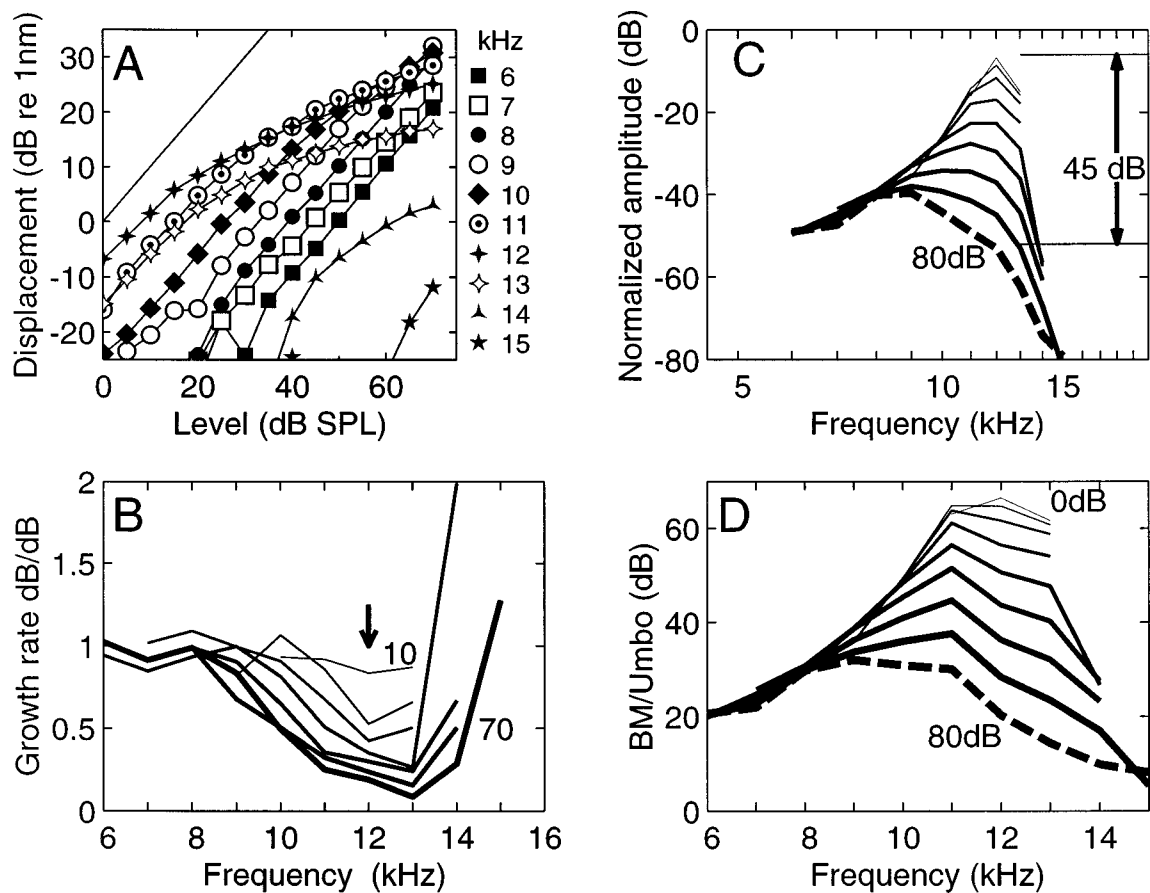 A
Displacement (dB re 1nm)
30
20
10
0
-10
-20
0 20 40 60
Level (dB SPL)
kHz
6
7
8
9
10
11
12
13
14
15
C
Normalized amplitude (dB)
0
-20
-40
-60
-80
45 dB
80dB
5 10 15
Frequency (kHz)
B
Growth rate dB/dB
2
1.5
1
0.5
0
10
70
6 8 10 12 14 16
Frequency (kHz)
D
BM/Umbo (dB)
60
40
20
0
0dB
80dB
6 8 10 12 14
Frequency (kHz)